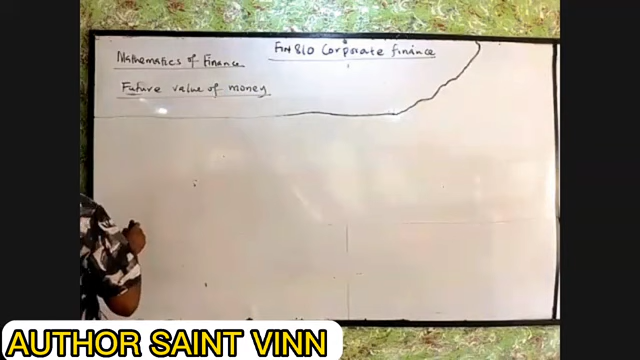 FIN 810 Corporate finance
Mathematics of Finance
Future value of money
AUTHOR SAINT VINN